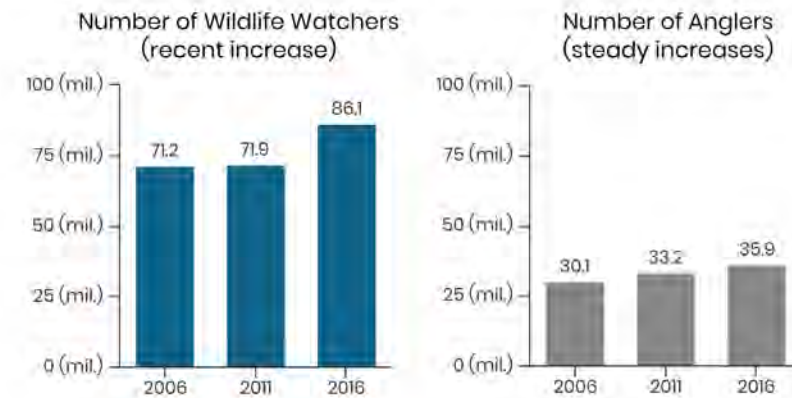 Number of Wildlife Watchers
(recent increase)
100 (mil.)
75 (mil.)
50 (mil.)
25 (mil.)
0 (mil.)
71.2
71.9
86.1
2006
2011
2016
Number of Anglers
(steady increases)
100 (mil.)
75 (mil.)
50 (mil.)
25 (mil.)
0 (mil.)
30.1
33.2
35.9
2006
2011
2016